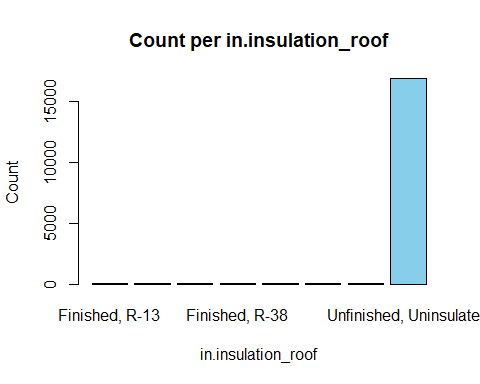 Count per in.insulation_roof
Count
15000
10000
5000
0
Finished, R-13
Finished, R-38
Unfinished, Uninsulate
in.insulation_roof